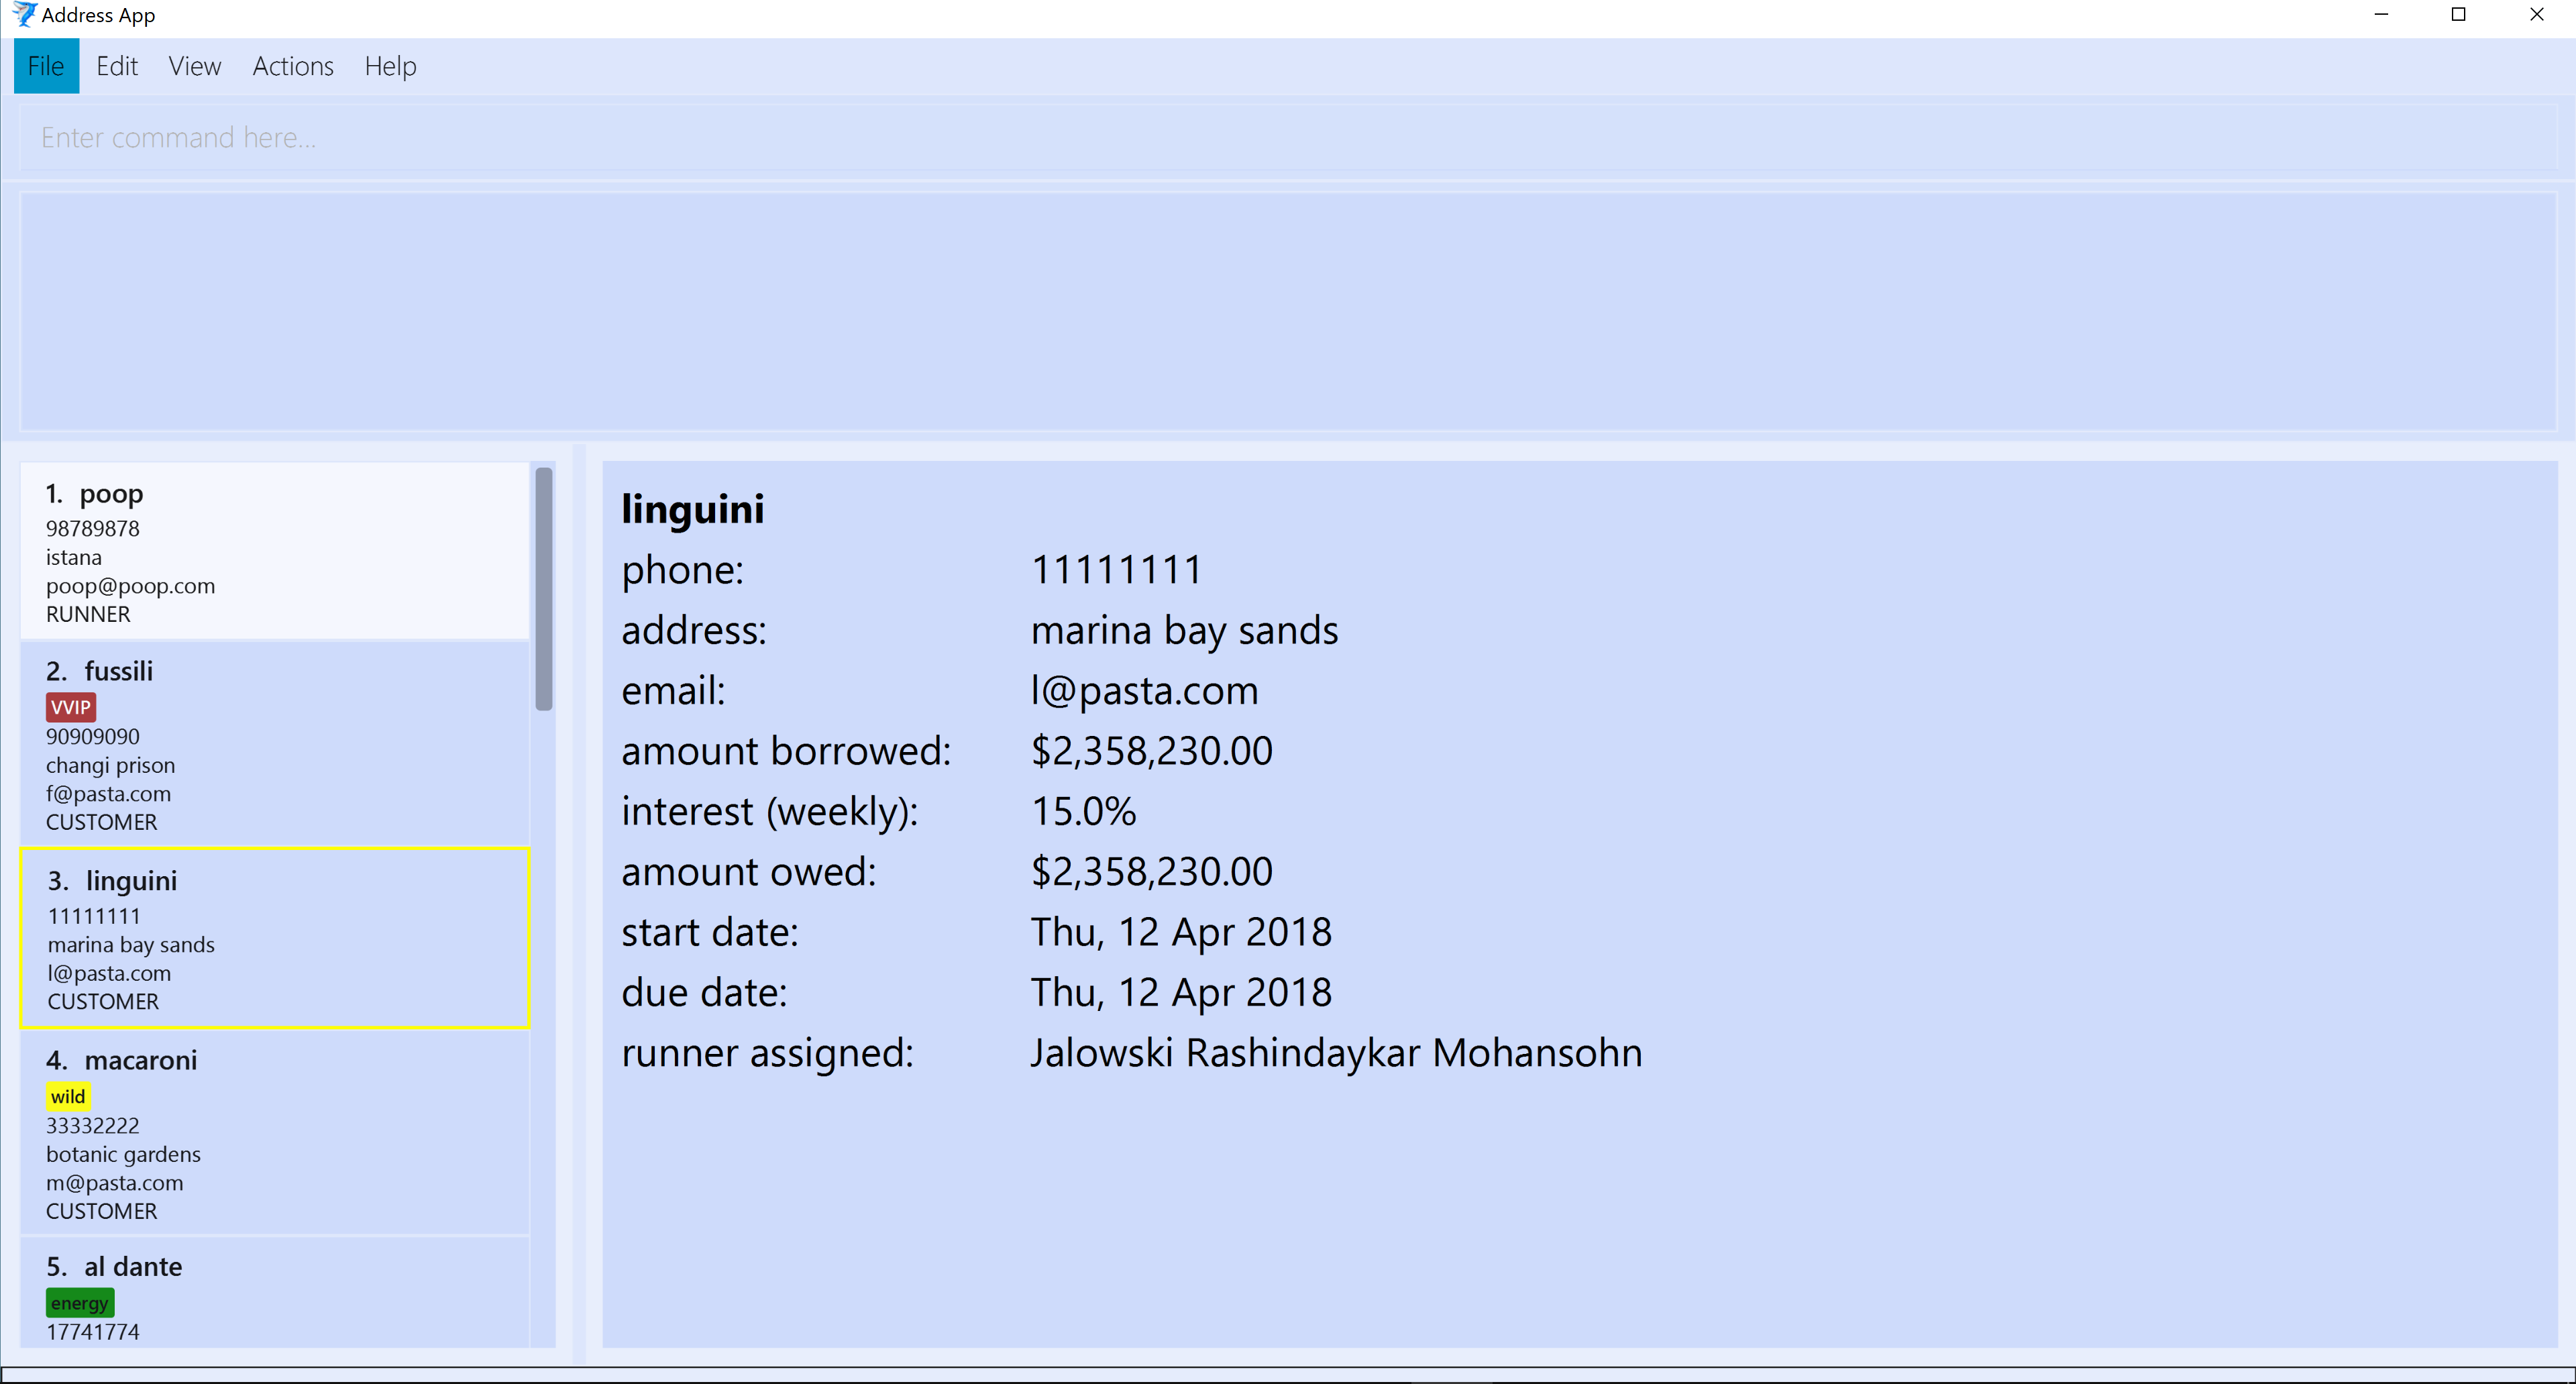 Address App
File Edit View Actions Help
Enter command here...
1. poop
98789878
istana
poop@poop.com
RUNNER
2. fussili
VVIP
90909090
changi prison
f@pasta.com
CUSTOMER
3. linguini
11111111
marina bay sands
l@pasta.com
CUSTOMER
4. macaroni
wild
33332222
botanic gardens
m@pasta.com
CUSTOMER
5. al dante
energy
17741774
linguini
phone: 11111111
address: marina bay sands
email: l@pasta.com
amount borrowed: $2,358,230.00
interest (weekly): 15.0%
amount owed: $2,358,230.00
start date: Thu, 12 Apr 2018
due date: Thu, 12 Apr 2018
runner assigned: Jalowski Rashindaykar Mohansohn